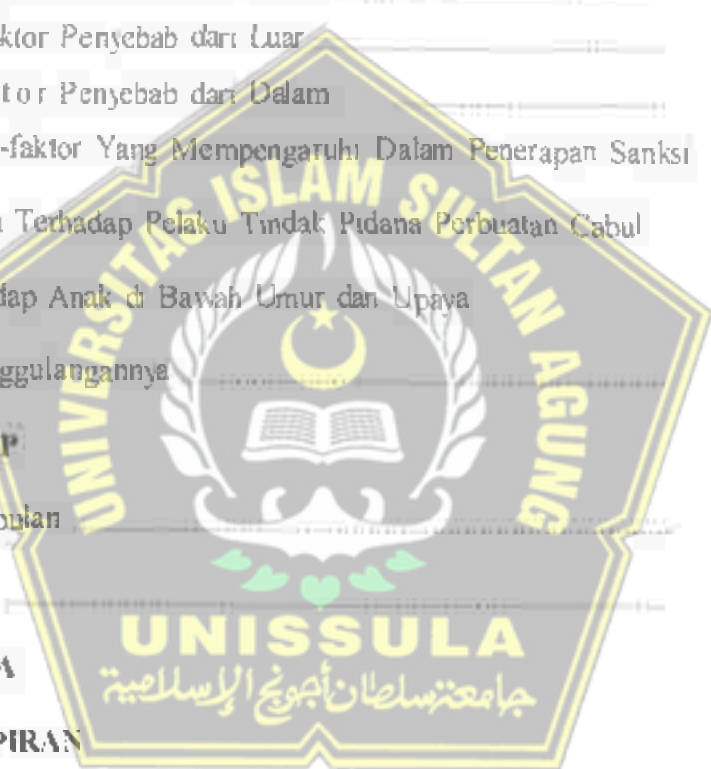 ktor Penyebab dari Luar
tor Penyebab dari Dalam
-faktor Yang Mempengaruhi Dalam Penerapan Sanksi
Terhadap Pelaku Tindak Pidana Perbuatan Cabul
dap Anak di Bawah Umur dan Upaya
ggulangannya
P
pulan
A
PIRAN
UNIVERSITAS ISLAM SULTAN AGUNG
UNISSULA
جامعة سلطان أجونج الإسلامية